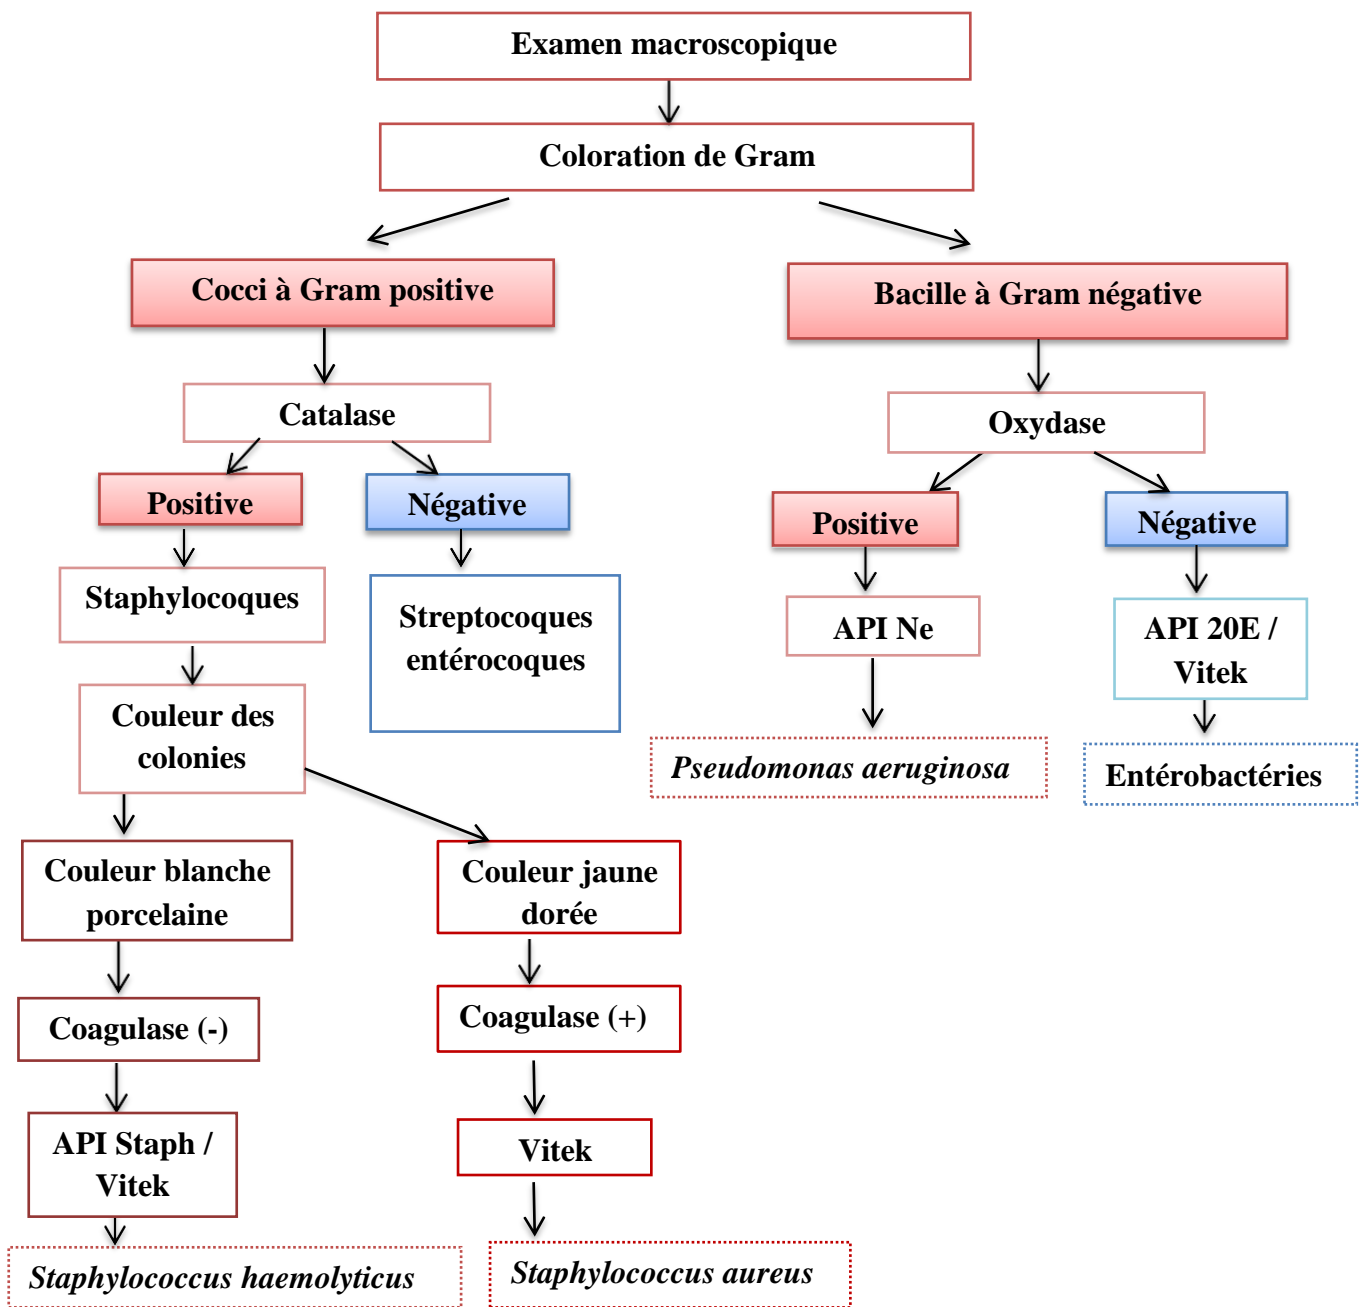 Examen macroscopique
Coloration de Gram
Cocci à Gram positive
Bacille à Gram négative
Catalase
Oxydase
Positive
Négative
Positive
Négative
Staphylocoques
Streptocoques
entérocoques
API Ne
API 20E /
Vitek
Couleur des
colonies
Pseudomonas aeruginosa
Entérobactéries
Couleur blanche
porcelaine
Couleur jaune
dorée
Coagulase (-)
Coagulase (+)
API Staph /
Vitek
Vitek
Staphylococcus haemolyticus
Staphylococcus aureus